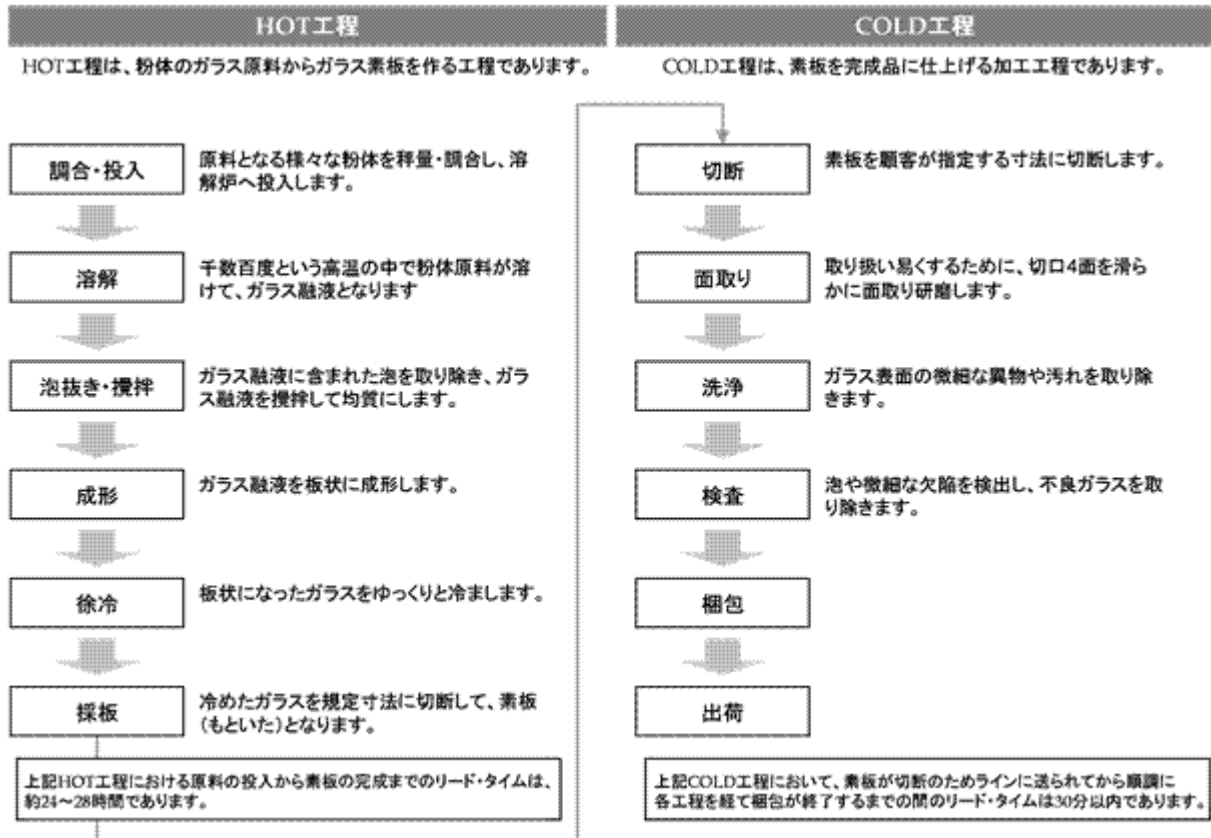 HOT工程
HOT工程は、粉体のガラス原料からガラス素板を作る工程であります。
調合・投入
原料となる様々な粉体を秤量・調合し、溶
解炉へ投入します。
溶解
千数百度という高温の中で粉体原料が溶
けて、ガラス融液となります
泡抜き・攪拌
ガラス融液に含まれた泡を取り除き、ガラ
ス融液を攪拌して均質にします。
成形
ガラス融液を板状に成形します。
徐冷
板状になったガラスをゆっくりと冷まします。
採板
冷めたガラスを規定寸法に切断して、素板
(もといた)となります。
上記HOT工程における原料の投入から素板の完成までのリード・タイムは、
約24～28時間であります。
COLD工程
COLD工程は、素板を完成品に仕上げる加工工程であります。
切断
素板を顧客が指定する寸法に切断します。
面取り
取り扱い易くするために、切口4面を滑ら
かに面取り研磨します。
洗浄
ガラス表面の微細な異物や汚れを取り除
きます。
検査
泡や微細な欠陥を検出し、不良ガラスを取
り除きます。
梱包
出荷
上記COLD工程において、素板が切断のためラインに送られてから順調に
各工程を経て梱包が終了するまでの間のリード・タイムは30分以内であります。